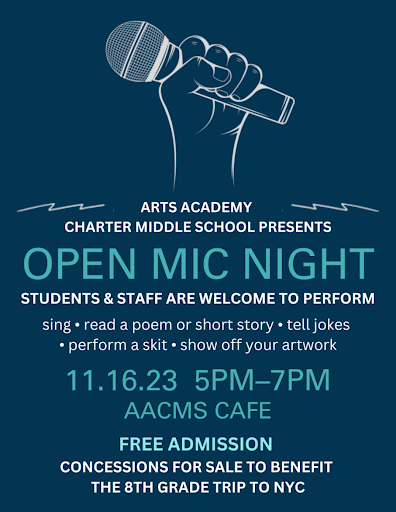 ARTS ACADEMY
CHARTER MIDDLE SCHOOL PRESENTS
OPEN MIC NIGHT
STUDENTS & STAFF ARE WELCOME TO PERFORM
sing • read a poem or short story • tell jokes
• perform a skit • show off your artwork
11.16.23 5PM–7PM
AACMS CAFE
FREE ADMISSION
CONCESSIONS FOR SALE TO BENEFIT
THE 8TH GRADE TRIP TO NYC